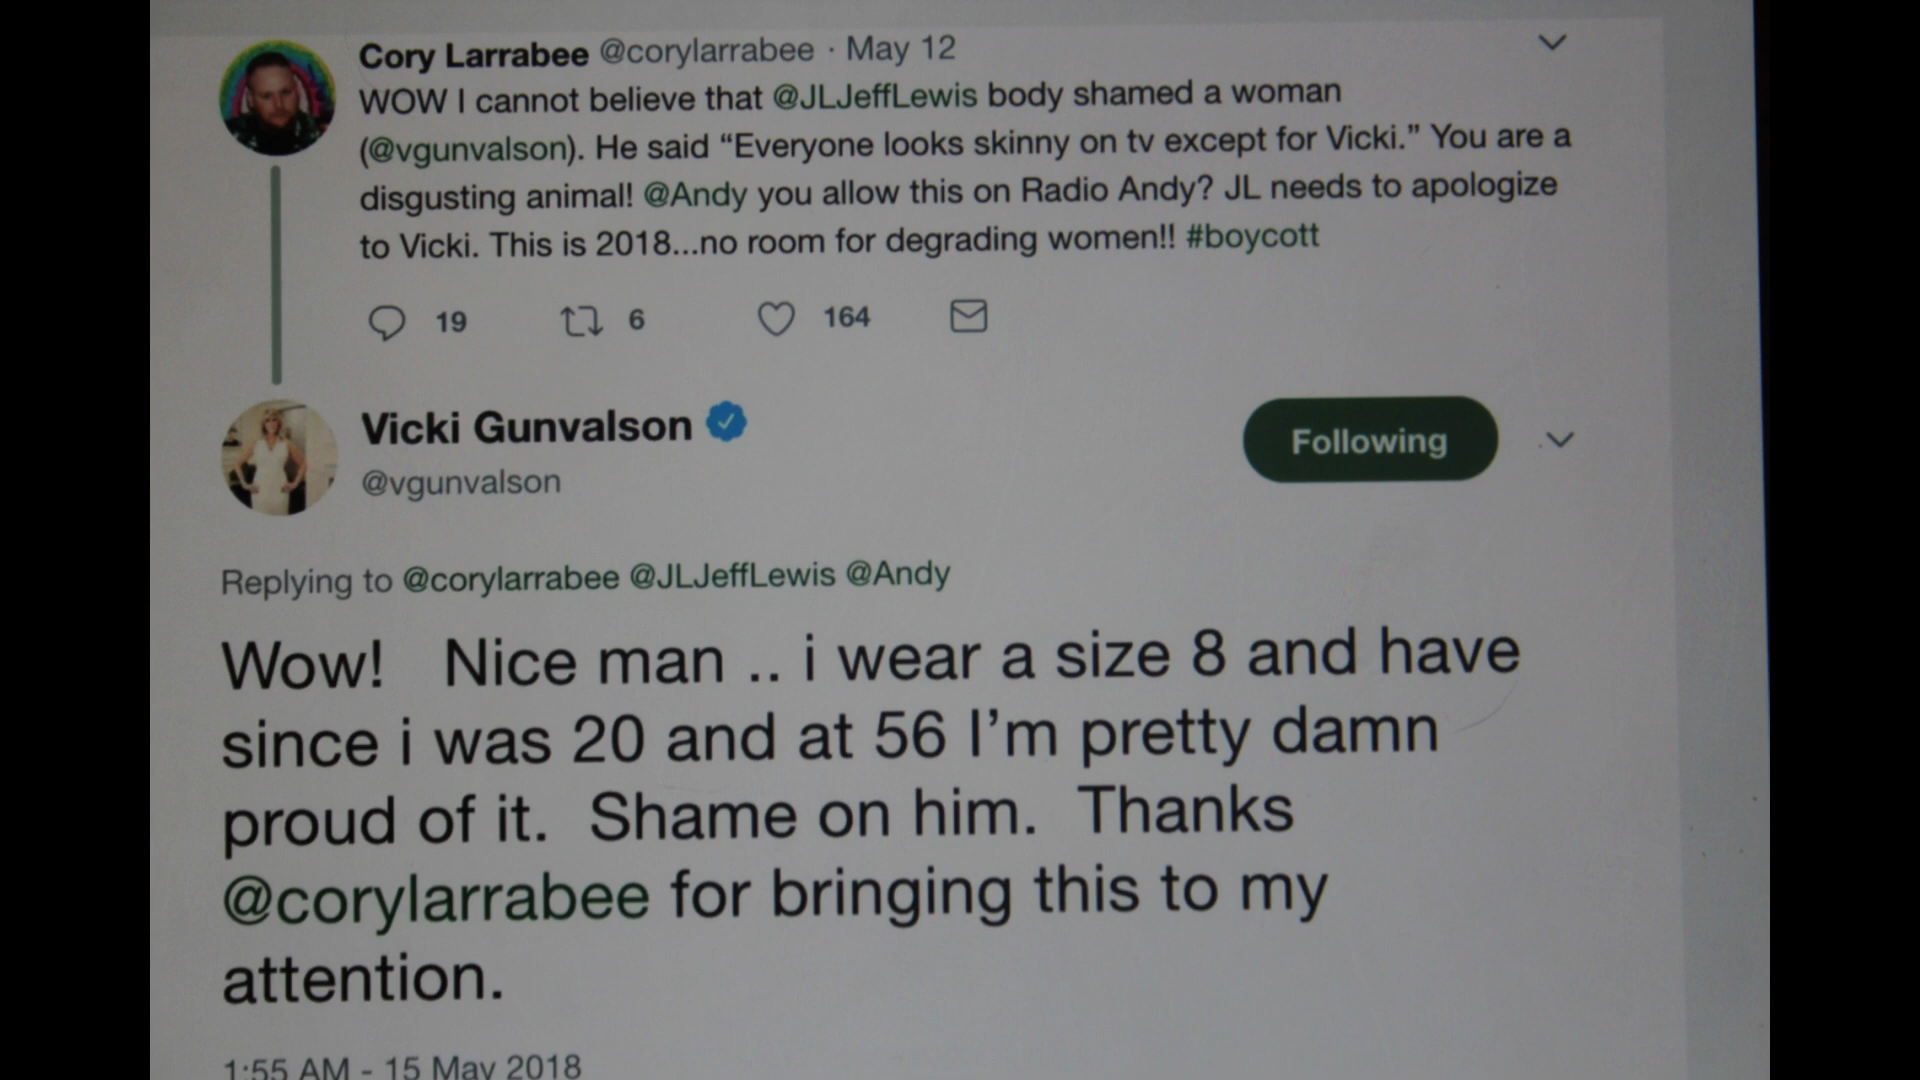 Cory Larrabee @corylarrabee · May 12
WOW I cannot believe that @JLJeffLewis body shamed a woman
(@vgunvalson). He said “Everyone looks skinny on tv except for Vicki.” You are a
disgusting animal! @Andy you allow this on Radio Andy? JL needs to apologize
to Vicki. This is 2018...no room for degrading women!! #boycott
19 6 164
Vicki Gunvalson
Following
@vgunvalson
Replying to @corylarrabee @JLJeffLewis @Andy
Wow!   Nice man .. i wear a size 8 and have
since i was 20 and at 56 I’m pretty damn
proud of it.  Shame on him.  Thanks
@corylarrabee for bringing this to my
attention.
1:55 AM - 15 May 2018